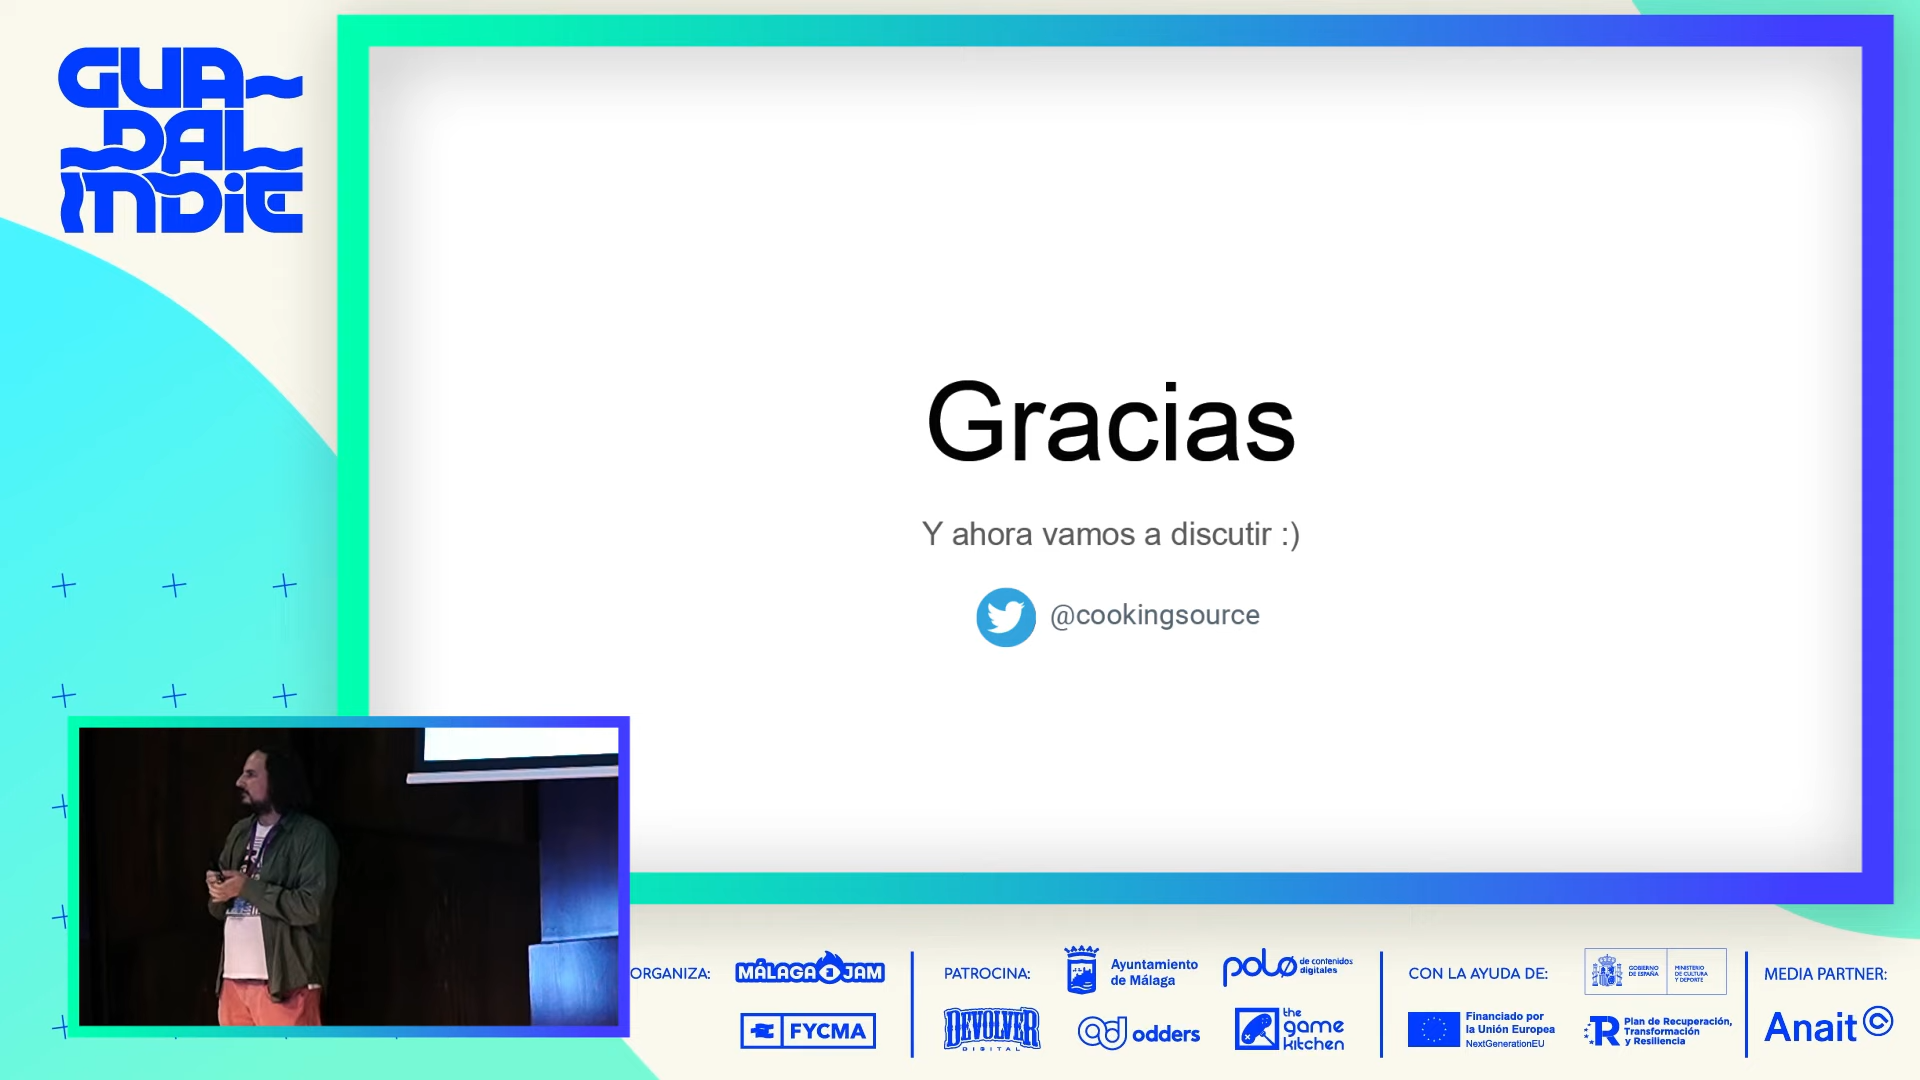 GUA
DAL
INDIE
Gracias
Y ahora vamos a discutir :)
@cookingsource
ORGANIZA:
MÁLAGA JAM
FYCMA
PATROCINA:
Ayuntamiento
de Málaga
polo de contenidos
digitales
DEVOLVER
DIGITAL
odders
the
game
kitchen
CON LA AYUDA DE:
GOBIERNO
DE ESPAÑA
MINISTERIO
DE CULTURA
Y DEPORTE
Financiado por
la Unión Europea
NextGenerationEU
Plan de Recuperación,
Transformación
y Resiliencia
MEDIA PARTNER:
Anait